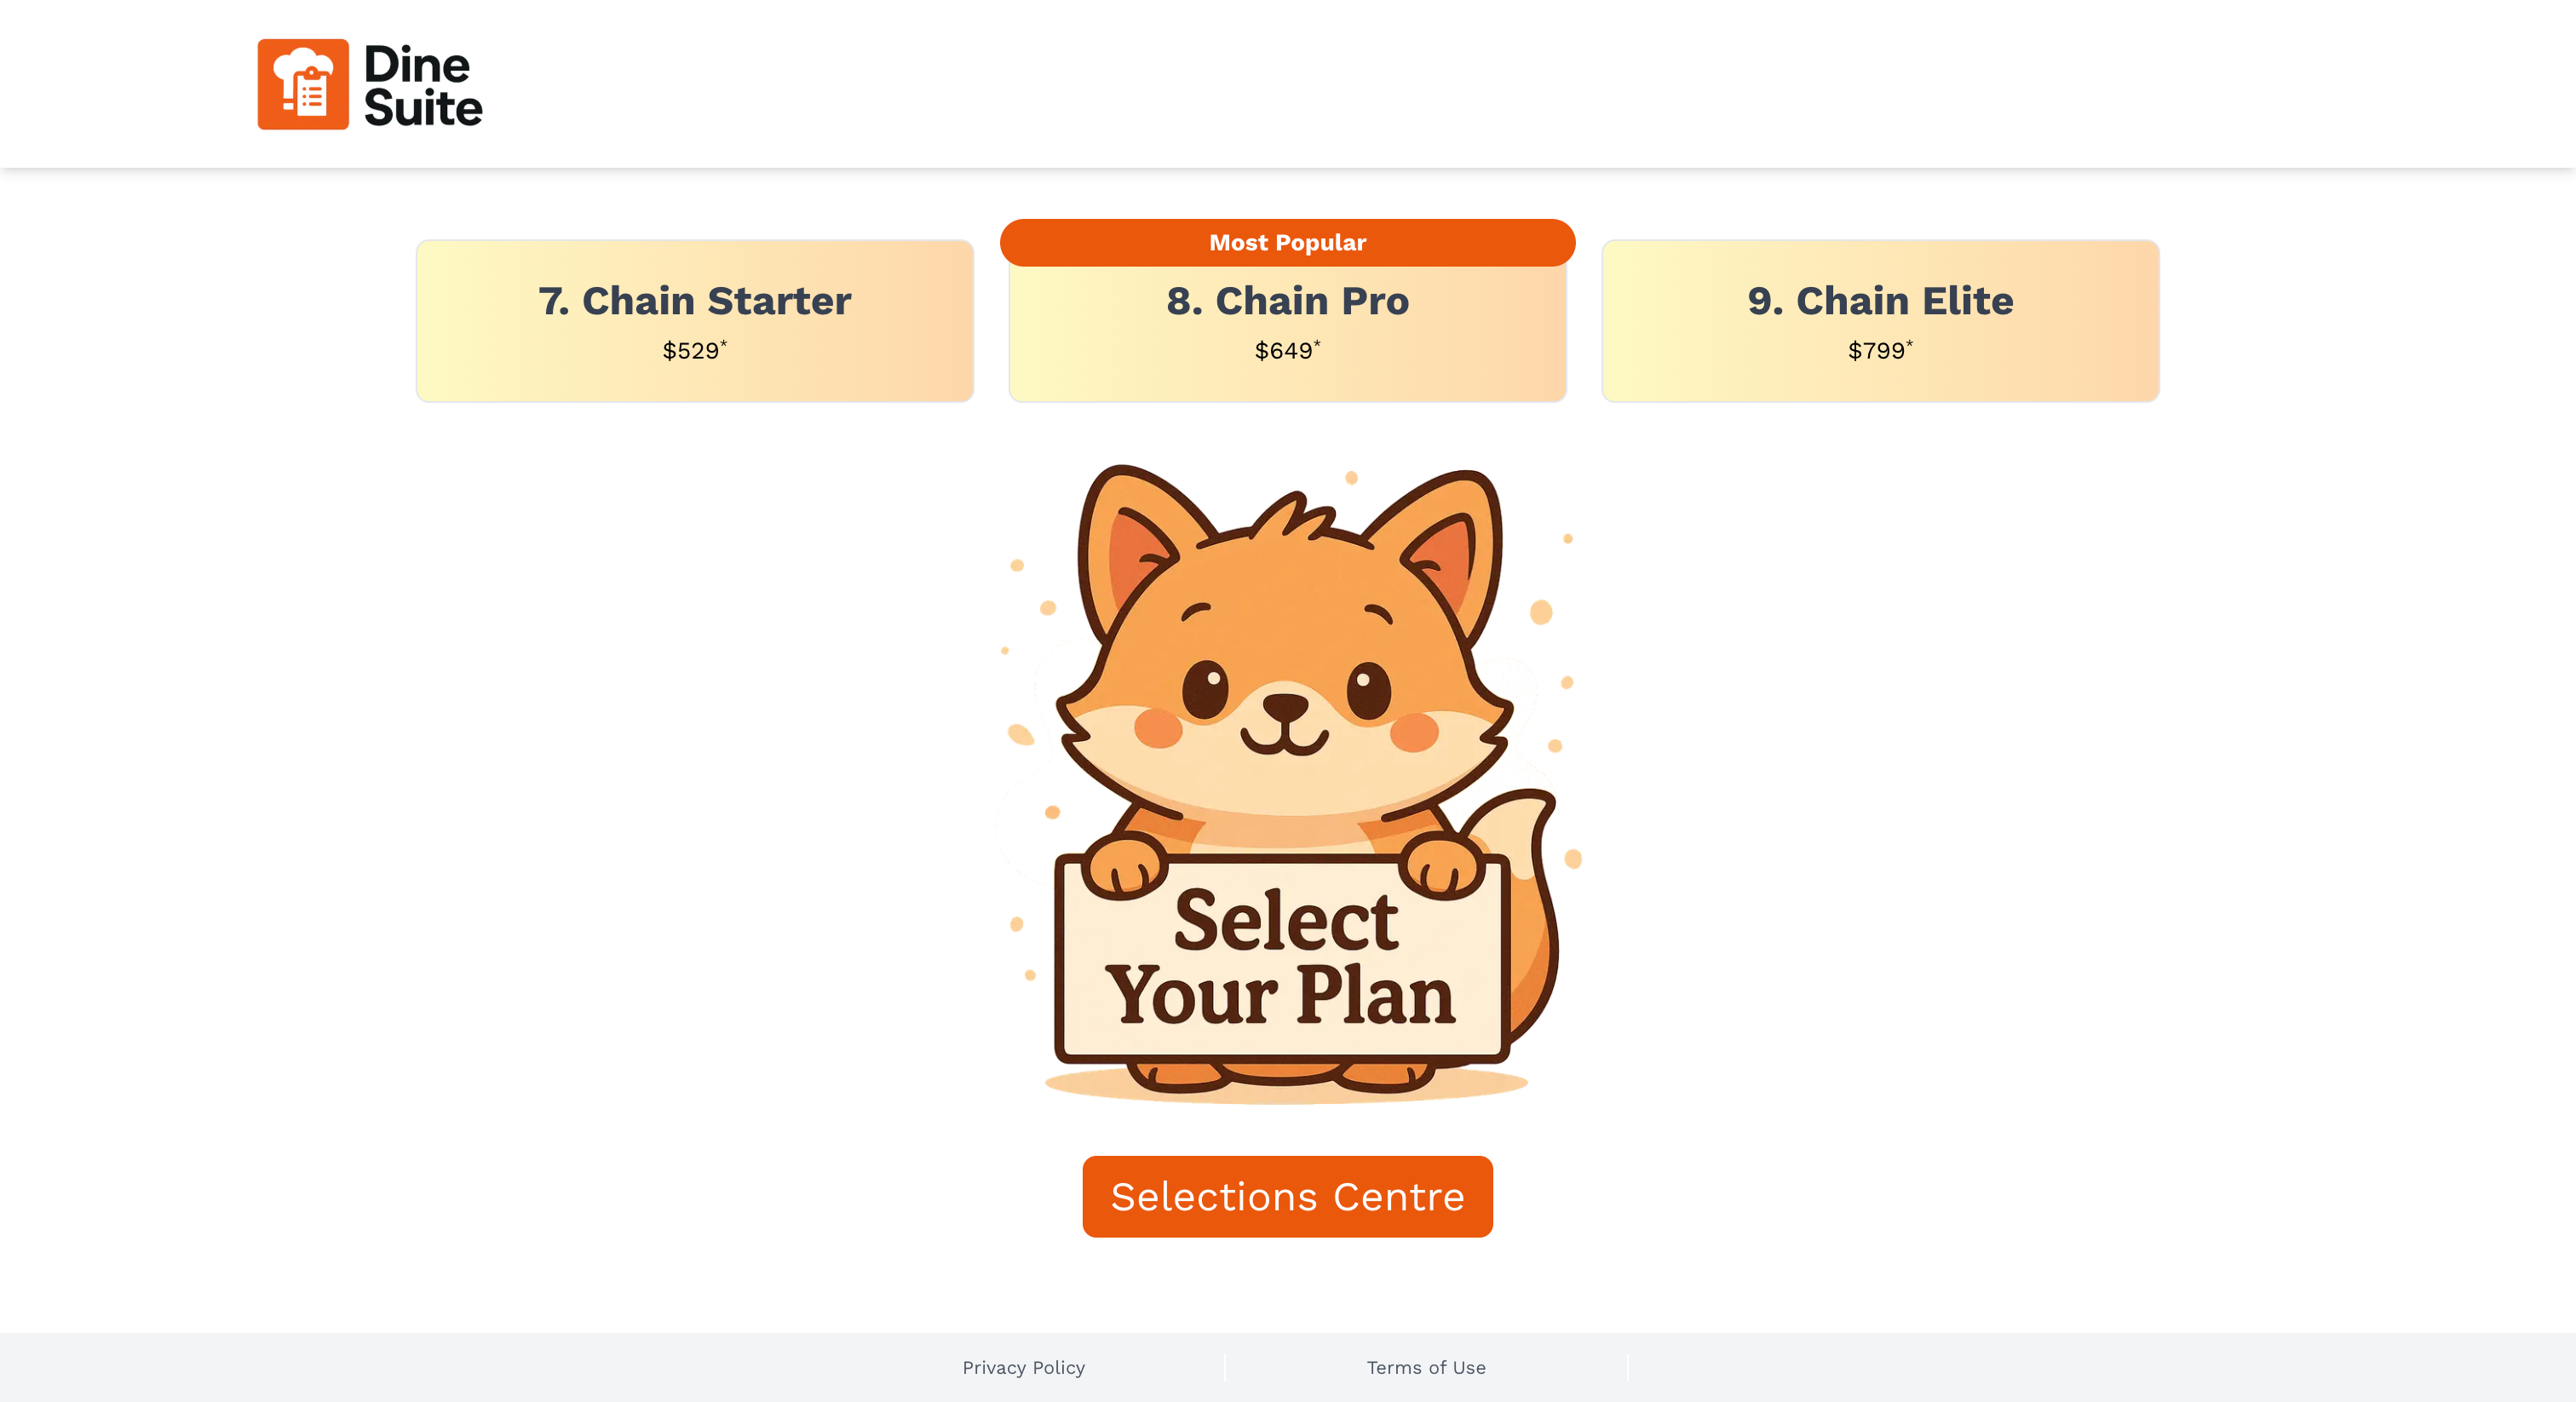 Dine
Suite
Most Popular
7. Chain Starter
$529*
8. Chain Pro
$649*
9. Chain Elite
$799*
Select
Your Plan
Selections Centre
Privacy Policy
Terms of Use